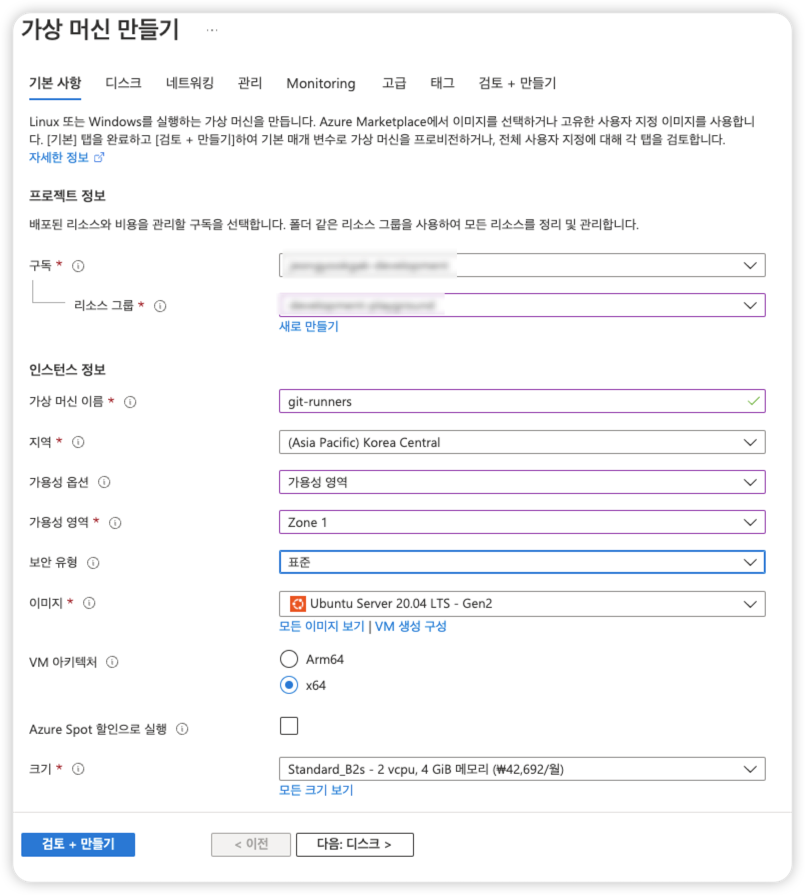 가상 머신 만들기 ...
기본 사항 디스크 네트워킹 관리 Monitoring 고급 태그 검토 + 만들기
Linux 또는 Windows를 실행하는 가상 머신을 만듭니다. Azure Marketplace에서 이미지를 선택하거나 고유한 사용자 지정 이미지를 사용합니
다. [기본] 탭을 완료하고 [검토 + 만들기]하여 기본 매개 변수로 가상 머신을 프로비전하거나, 전체 사용자 지정에 대해 각 탭을 검토합니다.
자세한 정보
프로젝트 정보
배포된 리소스와 비용을 관리할 구독을 선택합니다. 폴더 같은 리소스 그룹을 사용하여 모든 리소스를 정리 및 관리합니다.
구독 *
리소스 그룹 *
새로 만들기
인스턴스 정보
가상 머신 이름 * git-runners
지역 * (Asia Pacific) Korea Central
가용성 옵션 가용성 영역
가용성 영역 * Zone 1
보안 유형 표준
이미지 * Ubuntu Server 20.04 LTS - Gen2
모든 이미지 보기 | VM 생성 구성
VM 아키텍처 Arm64
x64
Azure Spot 할인으로 실행
크기 * Standard_B2s - 2 vcpu, 4 GiB 메모리 (₩42,692/월)
모든 크기 보기
검토 + 만들기 < 이전 다음: 디스크 >